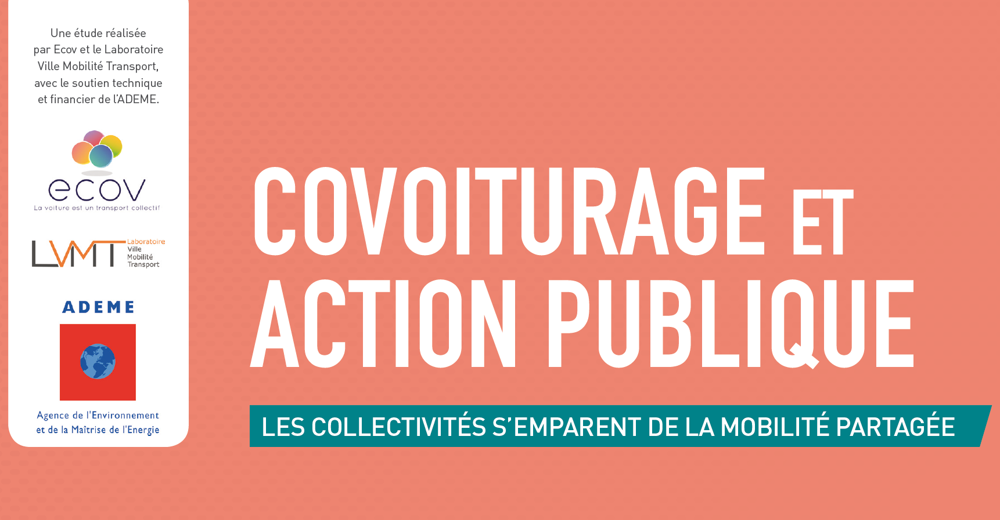 Une étude réalisée
par Ecov et le Laboratoire
Ville Mobilité Transport,
avec le soutien technique
et financier de l'ADEME.
ecov
La voiture est un transport collectif
LVMT
Laboratoire
Ville
Mobilité
Transport
ADEME
Agence de l'Environnement
et de la Maîtrise de l'Energie
COVOITURAGE ET
ACTION PUBLIQUE
LES COLLECTIVITÉS S'EMPARENT DE LA MOBILITÉ PARTAGÉE